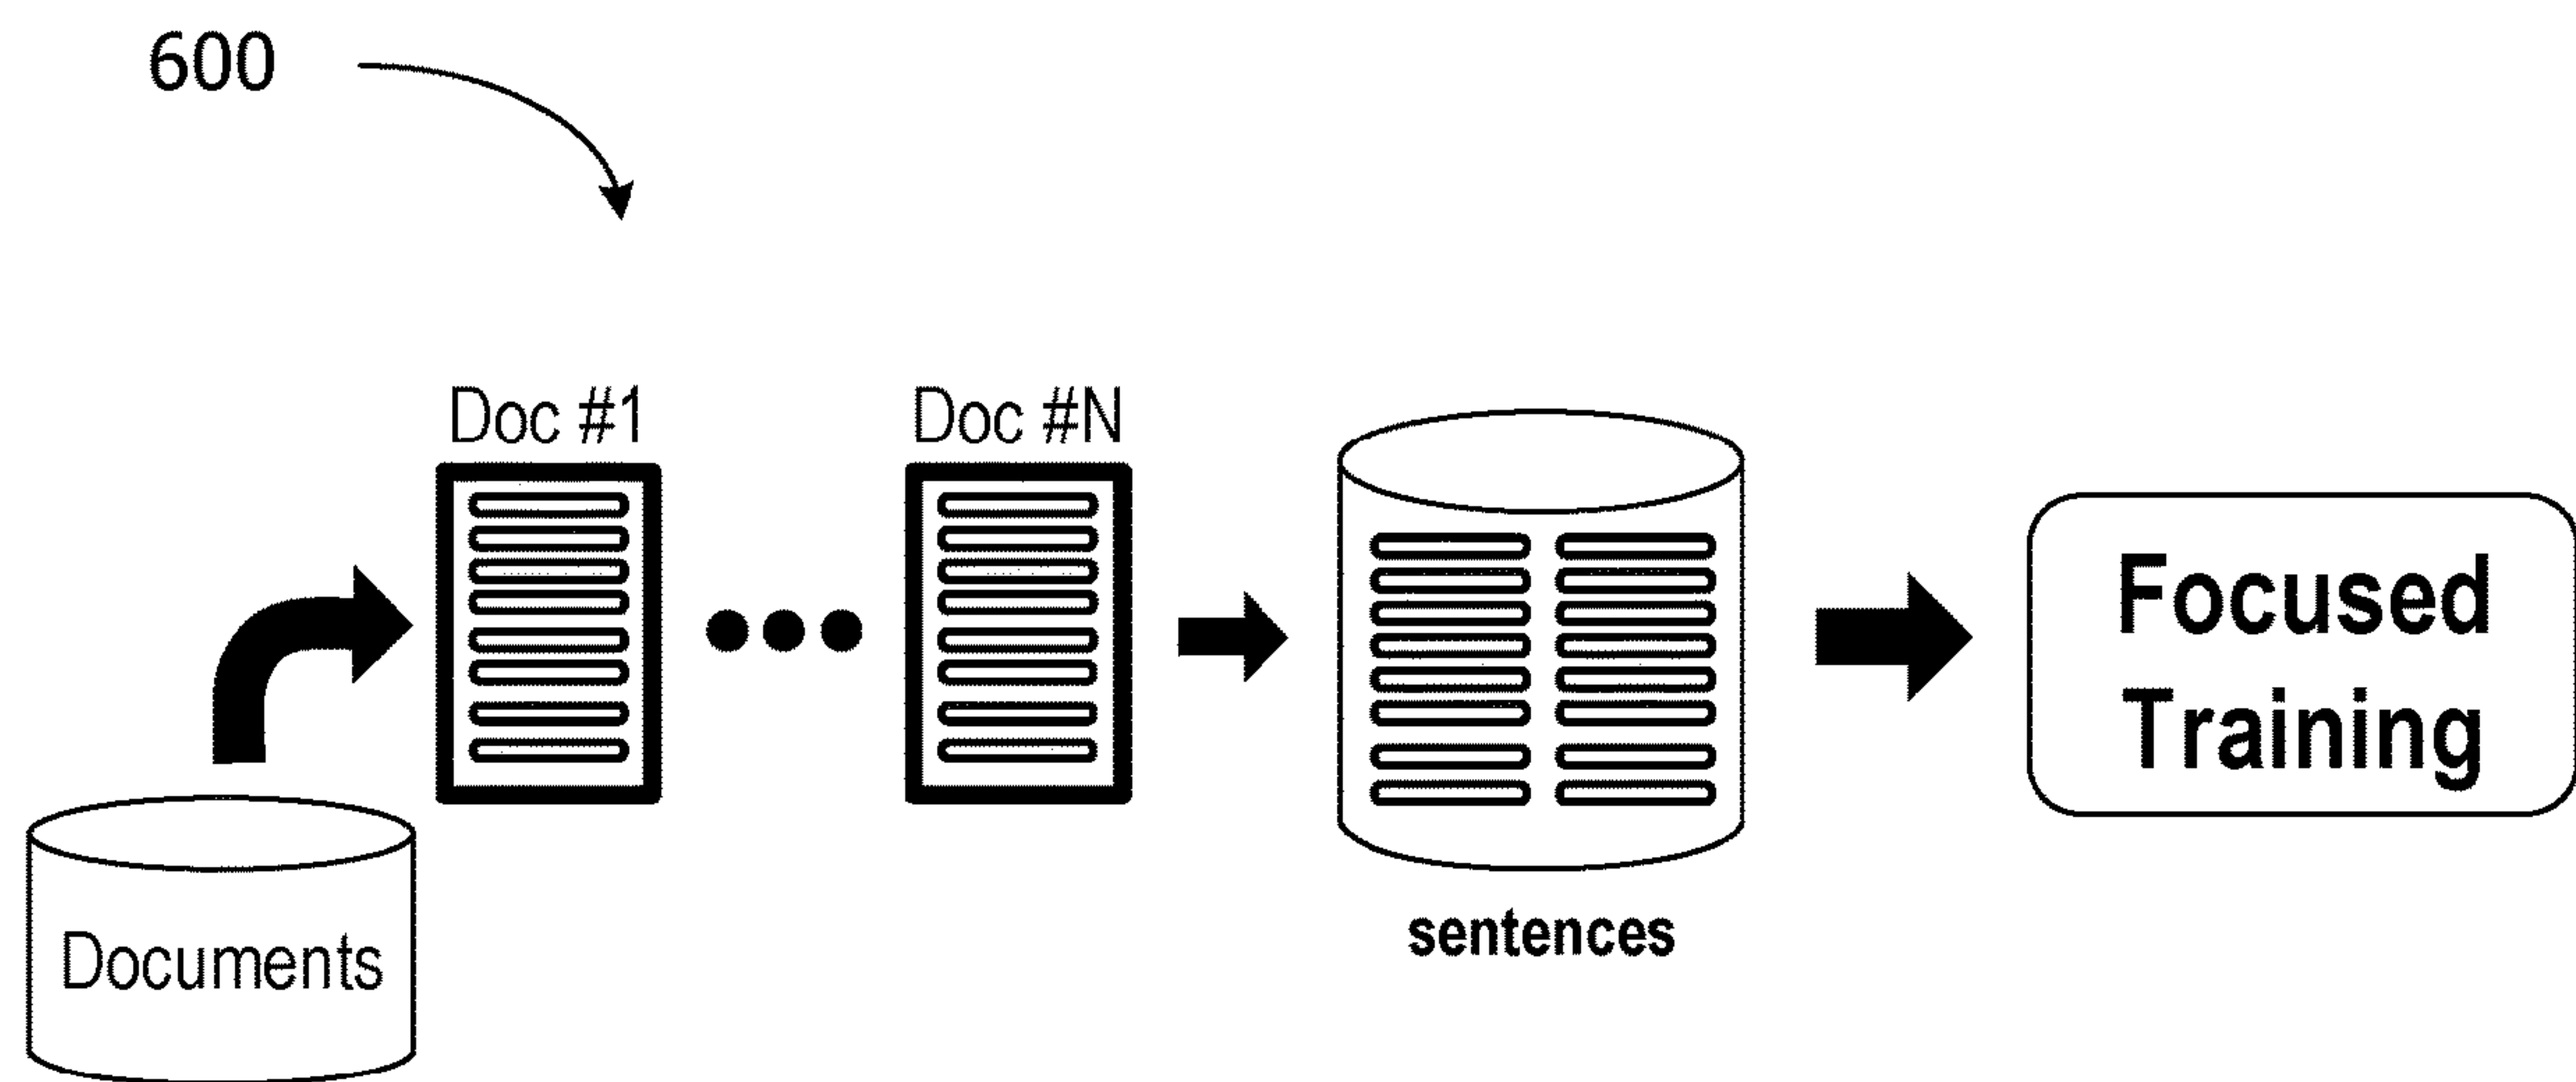 600
Doc #1
Doc #N
Documents
sentences
Focused
Training